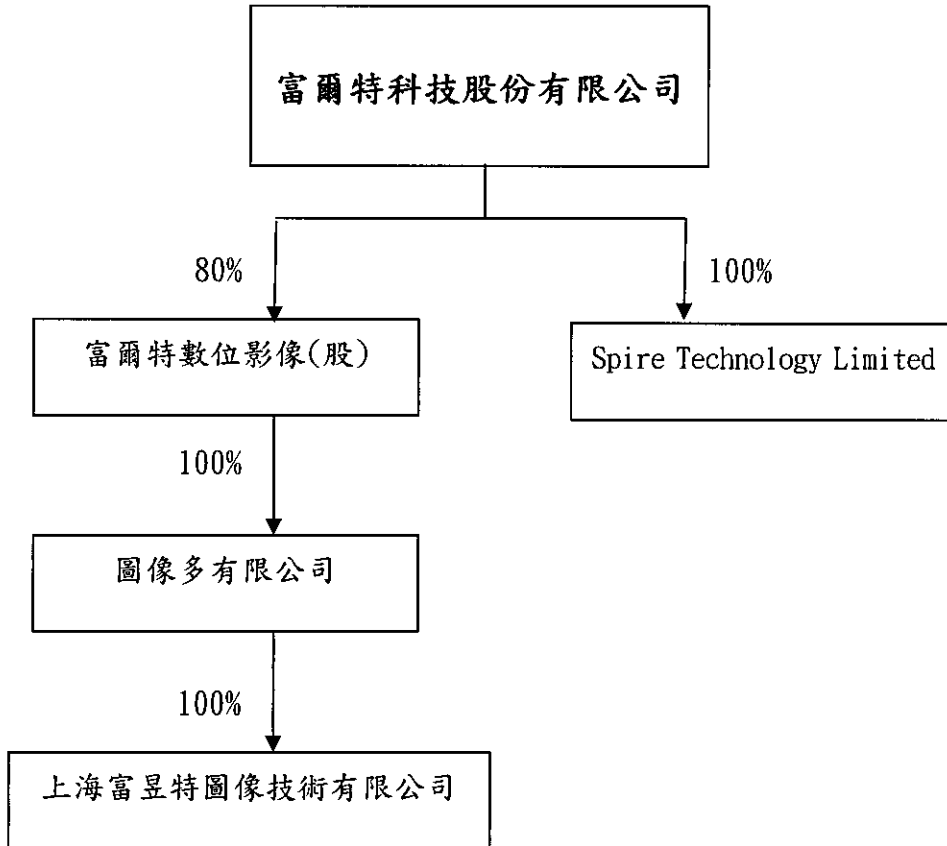 富爾特科技股份有限公司
80%
100%
富爾特數位影像(股)
Spire Technology Limited
100%
圖像多有限公司
100%
上海富昱特圖像技術有限公司